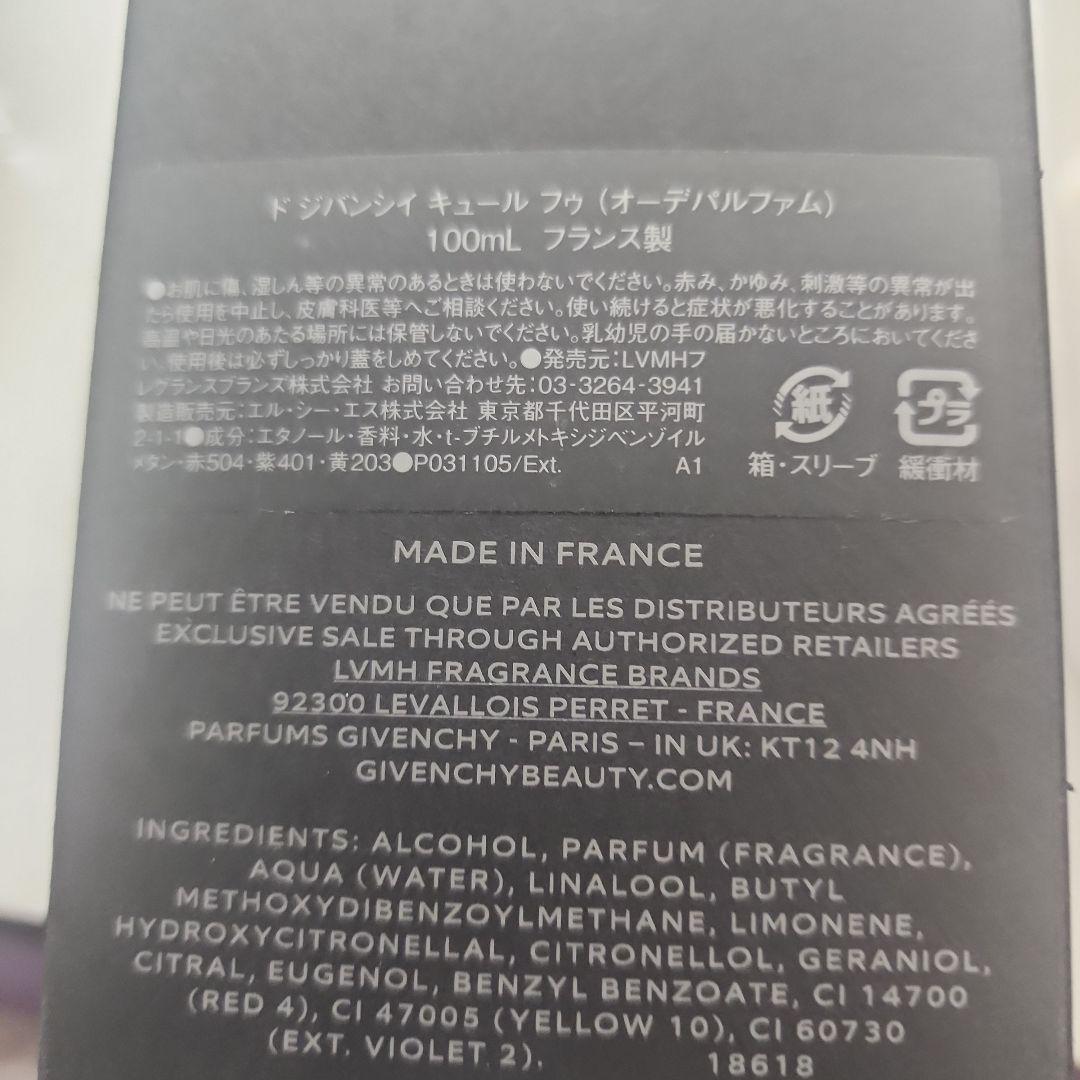 ド ジバンシイ キュール フゥ (オーデパルファム)
100mL フランス製
●お肌に傷、湿しん等の異常のあるときは使わないでください。赤み、かゆみ、刺激等の異常が出
たら使用を中止し、皮膚科医等へご相談ください。使い続けると症状が悪化することがあります。
高温や日光のあたる場所には保管しないでください。乳幼児の手の届かないところにおいてくださ
い。使用後は必ずしっかり蓋をしめてください。●発売元:LVMHフ
レグランスブランズ株式会社 お問い合わせ先:03-3264-3941
製造販売元:エル・シー・エス株式会社 東京都千代田区平河町
2-1-1●成分:エタノール・香料・水・t-ブチルメトキシジベンゾイル
メタン・赤504・紫401・黄203●P031105/Ext. A1
紙
プラ
箱・スリーブ 緩衝材
MADE IN FRANCE
NE PEUT ÊTRE VENDU QUE PAR LES DISTRIBUTEURS AGRÉÉS
EXCLUSIVE SALE THROUGH AUTHORIZED RETAILERS
LVMH FRAGRANCE BRANDS
92300 LEVALLOIS PERRET - FRANCE
PARFUMS GIVENCHY - PARIS – IN UK: KT12 4NH
GIVENCHYBEAUTY.COM
INGREDIENTS: ALCOHOL, PARFUM (FRAGRANCE),
AQUA (WATER), LINALOOL, BUTYL
METHOXYDIBENZOYLMETHANE, LIMONENE,
HYDROXYCITRONELLAL, CITRONELLOL, GERANIOL,
CITRAL, EUGENOL, BENZYL BENZOATE, CI 14700
(RED 4), CI 47005 (YELLOW 10), CI 60730
(EXT. VIOLET 2). 18618